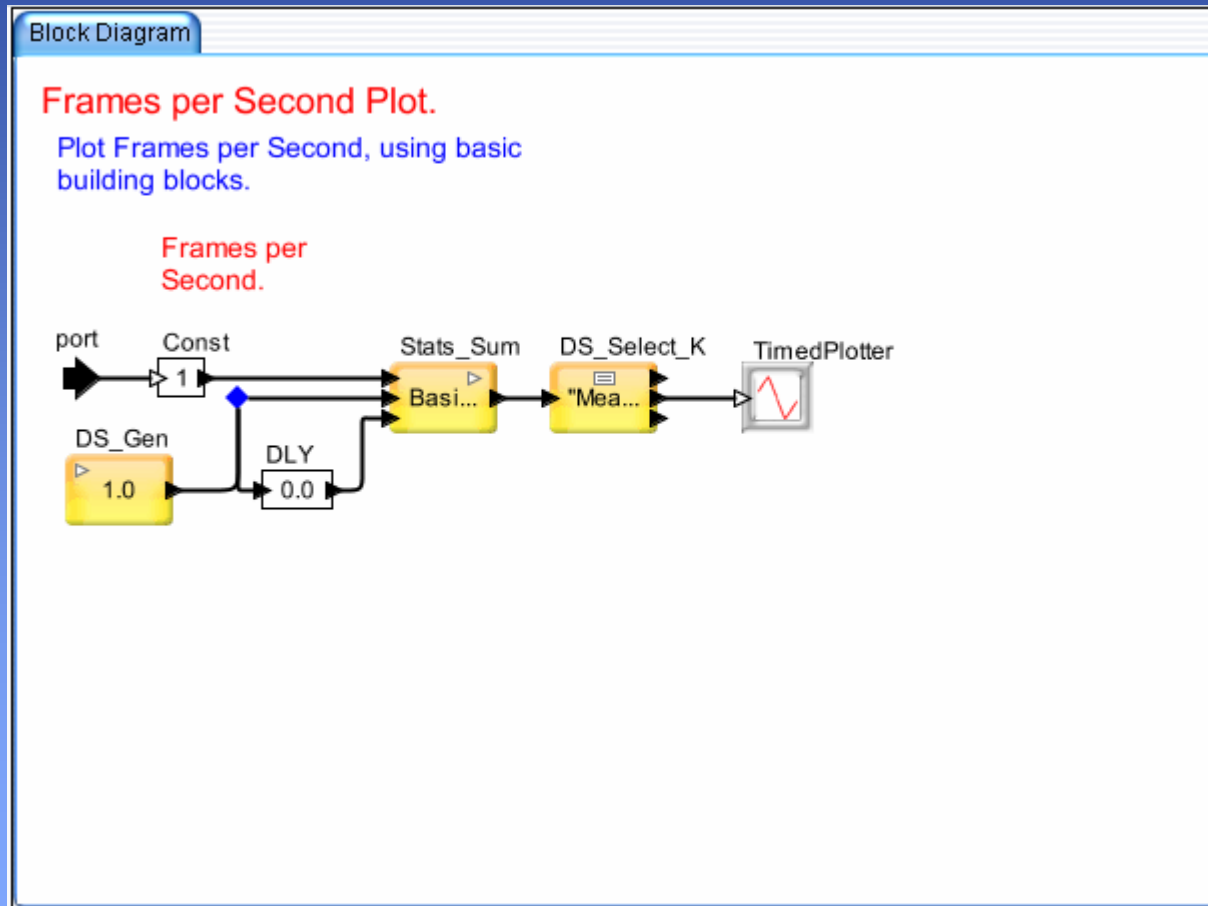 Block Diagram
Frames per Second Plot.
Plot Frames per Second, using basic
building blocks.
Frames per
Second.
port
Const
Stats_Sum
DS_Select_K
TimedPlotter
1
Basi...
"Mea...
DS_Gen
DLY
1.0
0.0